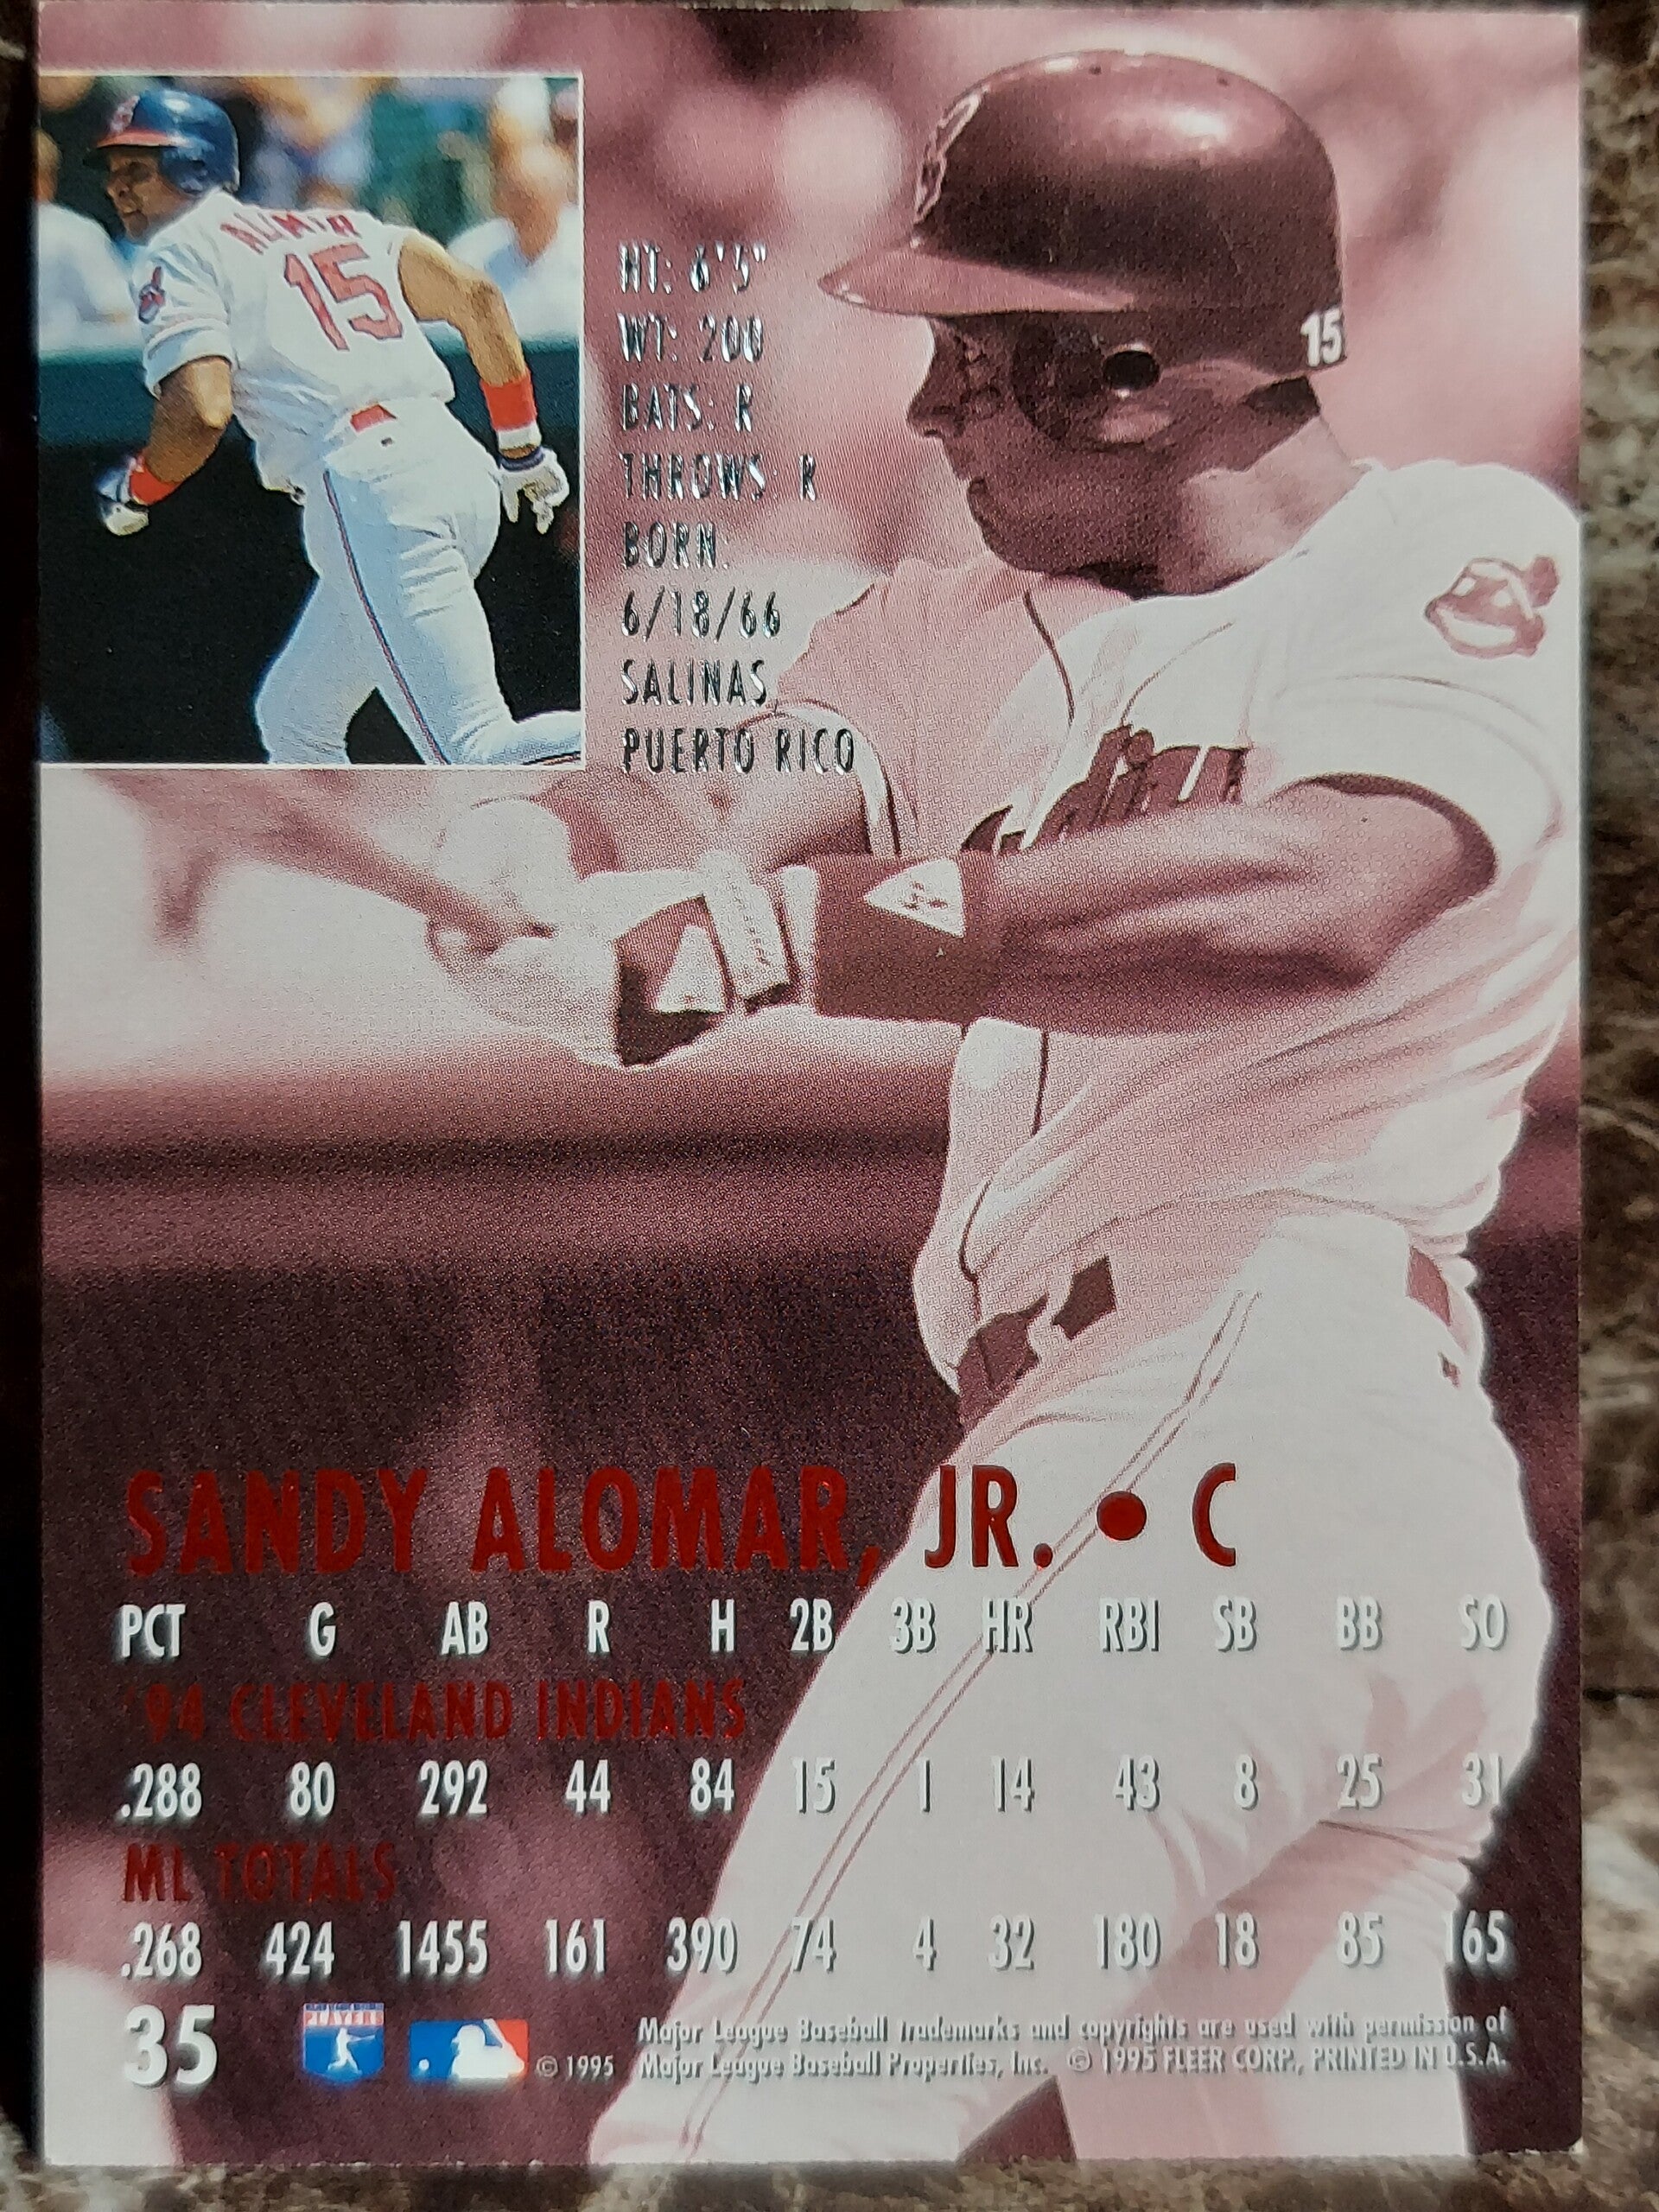 ALOMAR
15
HT: 6'5"
WT: 200
BATS: R
THROWS: R
BORN:
6/18/66
SALINAS,
PUERTO RICO
15
SANDY ALOMAR, JR. • C
PCT G AB R H 2B 3B HR RBI SB BB SO
'94 CLEVELAND INDIANS
.288 80 292 44 84 15 1 14 43 8 25 31
ML TOTALS
.268 424 1455 161 390 74 4 32 180 18 85 165
35
PLAYERS
© 1995
Major League Baseball trademarks and copyrights are used with permission of
Major League Baseball Properties, Inc. © 1995 FLEER CORP., PRINTED IN U.S.A.